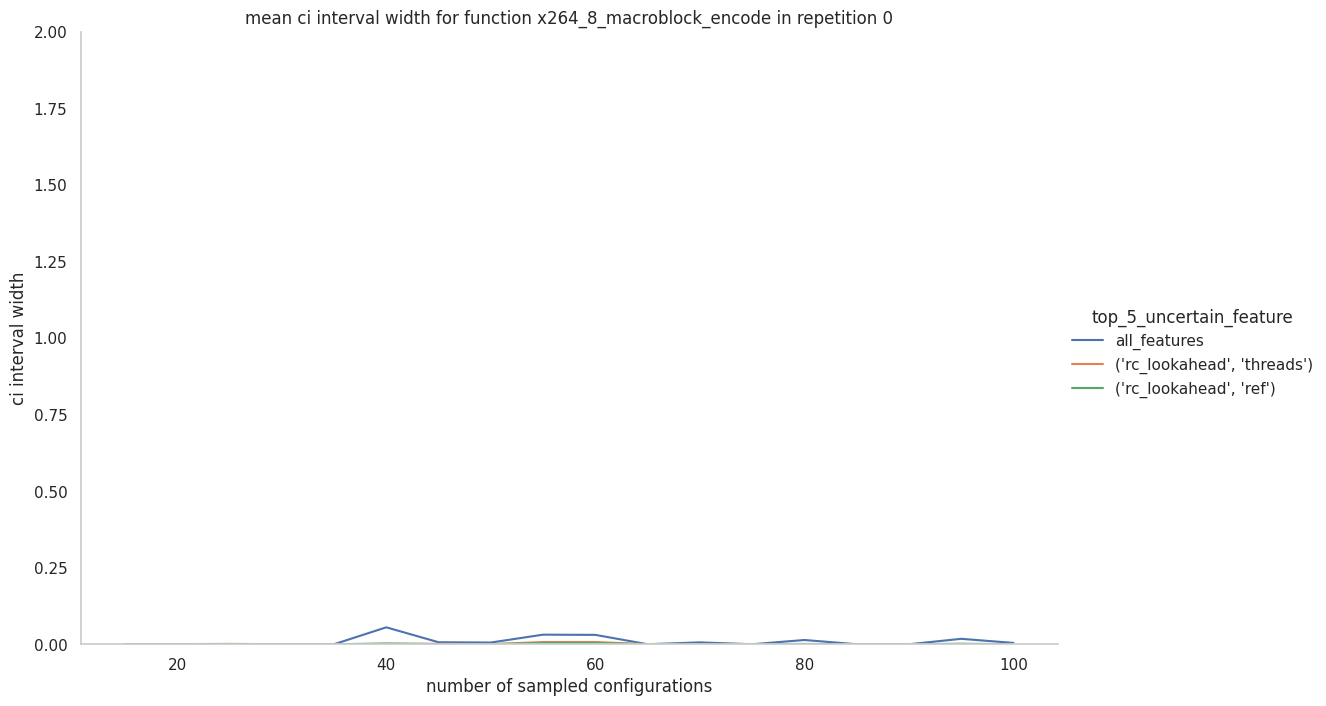 mean ci interval width for function x264_8_macroblock_encode in repetition 0
2.00
1.75
1.50
1.25
1.00
0.75
0.50
0.25
0.00
ci interval width
20
40
60
80
100
number of sampled configurations
top_5_uncertain_feature
all_features
('rc_lookahead', 'threads')
('rc_lookahead', 'ref')